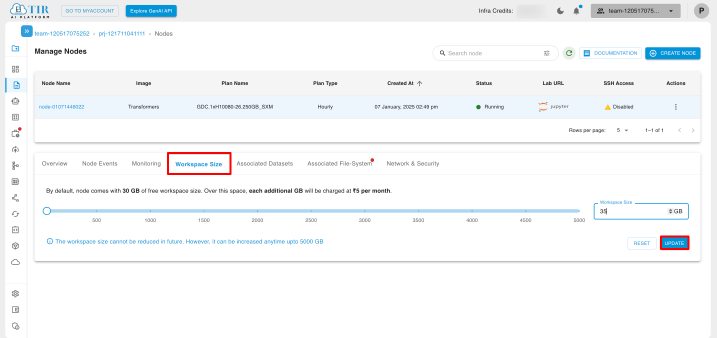 TIR
AI PLATFORM
GO TO MYACCOUNT
Explore GenAI API
Infra Credits:
team-1205170752...
P
team-120517075252 › prj-121711041111 › Nodes
Manage Nodes
Search node
DOCUMENTATION
CREATE NODE
Node Name Image Plan Name Plan Type Created At ↑ Status Lab URL SSH Access Actions
node-01071446022 Transformers GDC.1xH10080-26.250GB_SXM Hourly 07 January, 2025 02:49 pm Running jupyter Disabled
Rows per page: 5 1–1 of 1
Overview Node Events Monitoring Workspace Size Associated Datasets Associated File-System Network & Security
By default, node comes with 30 GB of free workspace size. Over this space, each additional GB will be charged at ₹5 per month.
Workspace Size
35 GB
500 1000 1500 2000 2500 3000 3500 4000 4500 5000
The workspace size cannot be reduced in future. However, it can be increased anytime upto 5000 GB
RESET
UPDATE